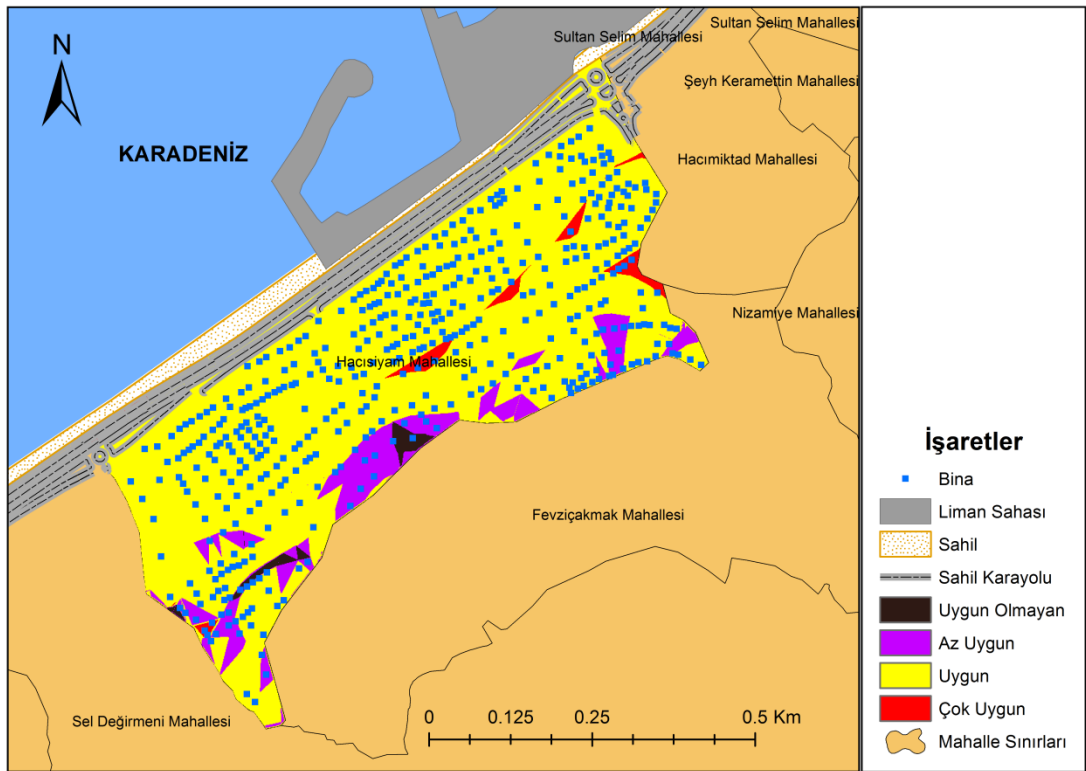 Sultan Selim Mahallesi
Sultan Selim Mahallesi
N
Şeyh Keramettin Mahallesi
KARADENİZ
Hacımiktad Mahallesi
Nizamiye Mahallesi
Hacısiyam Mahallesi
Fevziçakmak Mahallesi
Sel Değirmeni Mahallesi
0 0.125 0.25 0.5 Km
İşaretler
Bina
Liman Sahası
Sahil
Sahil Karayolu
Uygun Olmayan
Az Uygun
Uygun
Çok Uygun
Mahalle Sınırları